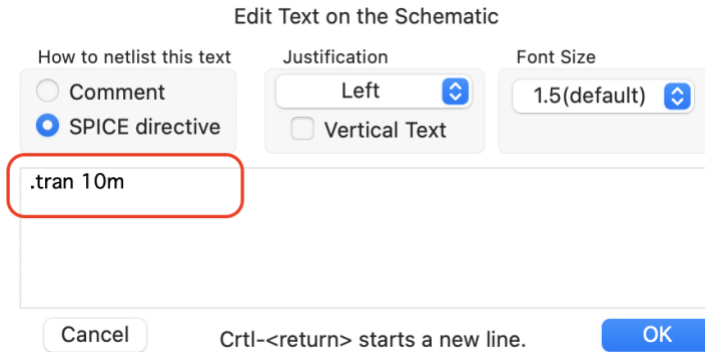 Edit Text on the Schematic
How to netlist this text
Justification
Font Size
Comment
Left
1.5(default)
SPICE directive
Vertical Text
.tran 10m
Cancel
Crtl-<return> starts a new line.
OK